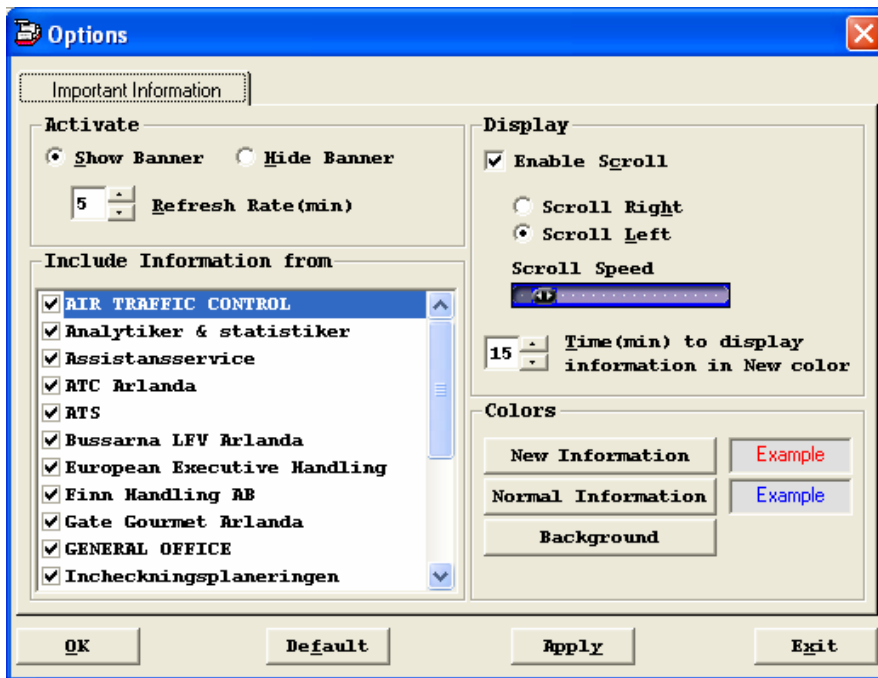 Options
Important Information
Activate
Show Banner
Hide Banner
5
Refresh Rate(min)
Include Information from
AIR TRAFFIC CONTROL
Analytiker & statistiker
Assistansservice
ATC Arlanda
ATS
Bussarna LFV Arlanda
European Executive Handling
Finn Handling AB
Gate Gourmet Arlanda
GENERAL OFFICE
Incheckningsplaneringen
Display
Enable Scroll
Scroll Right
Scroll Left
Scroll Speed
15
Time(min) to display
information in New color
Colors
New Information
Example
Normal Information
Example
Background
OK
Default
Apply
Exit